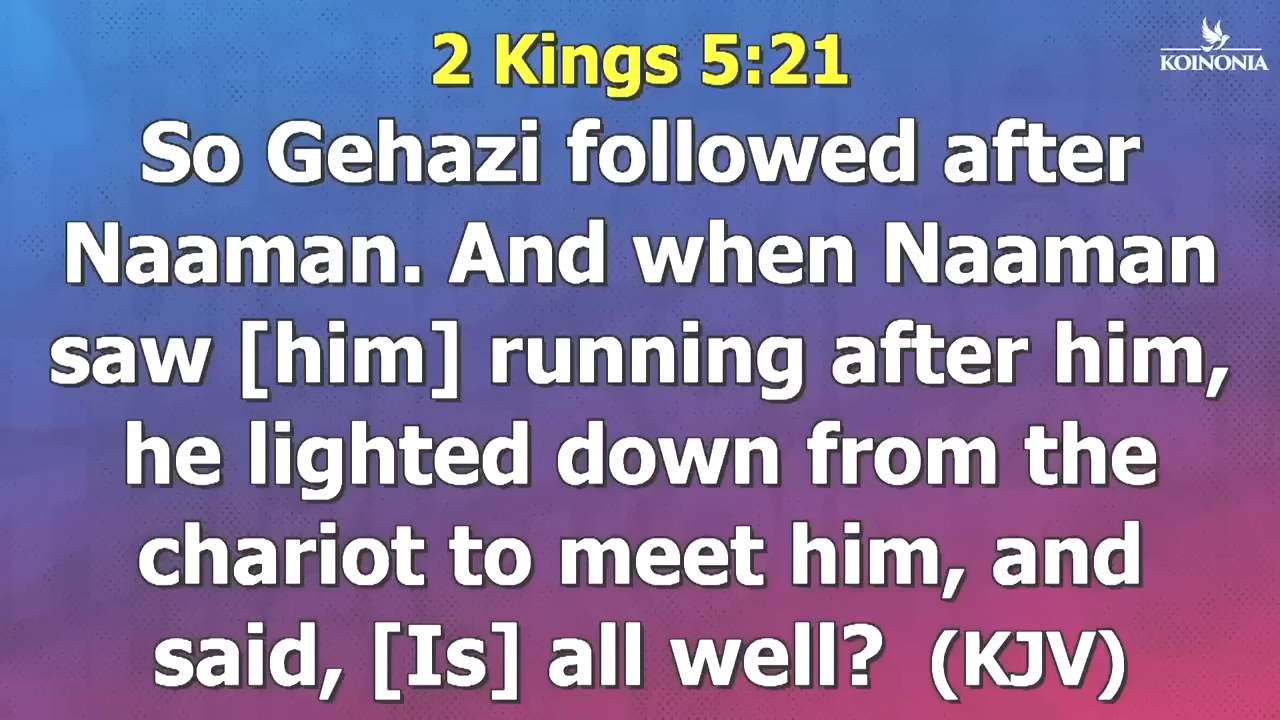 2 Kings 5:21
KOINONIA
So Gehazi followed after
Naaman. And when Naaman
saw [him] running after him,
he lighted down from the
chariot to meet him, and
said, [Is] all well? (KJV)